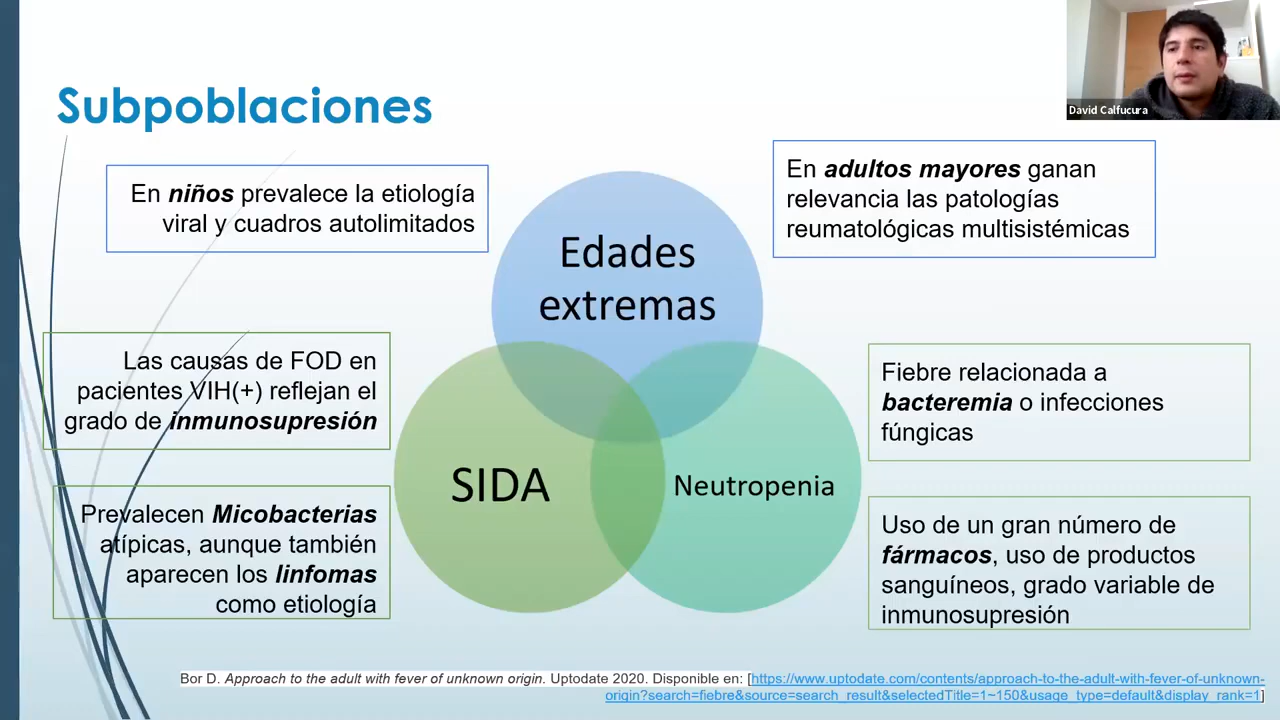 David Calfucura
Subpoblaciones
En niños prevalece la etiología
viral y cuadros autolimitados
En adultos mayores ganan
relevancia las patologías
reumatológicas multisistémicas
Edades
extremas
Las causas de FOD en
pacientes VIH(+) reflejan el
grado de inmunosupresión
Fiebre relacionada a
bacteremia o infecciones
fúngicas
SIDA
Neutropenia
Prevalecen Micobacterias
atípicas, aunque también
aparecen los linfomas
como etiología
Uso de un gran número de
fármacos, uso de productos
sanguíneos, grado variable de
inmunosupresión
Bor D. Approach to the adult with fever of unknown origin. Uptodate 2020. Disponible en: [https://www.uptodate.com/contents/approach-to-the-adult-with-fever-of-unknown-
origin?search=fiebre&source=search_result&selectedTitle=1~150&usage_type=default&display_rank=1]